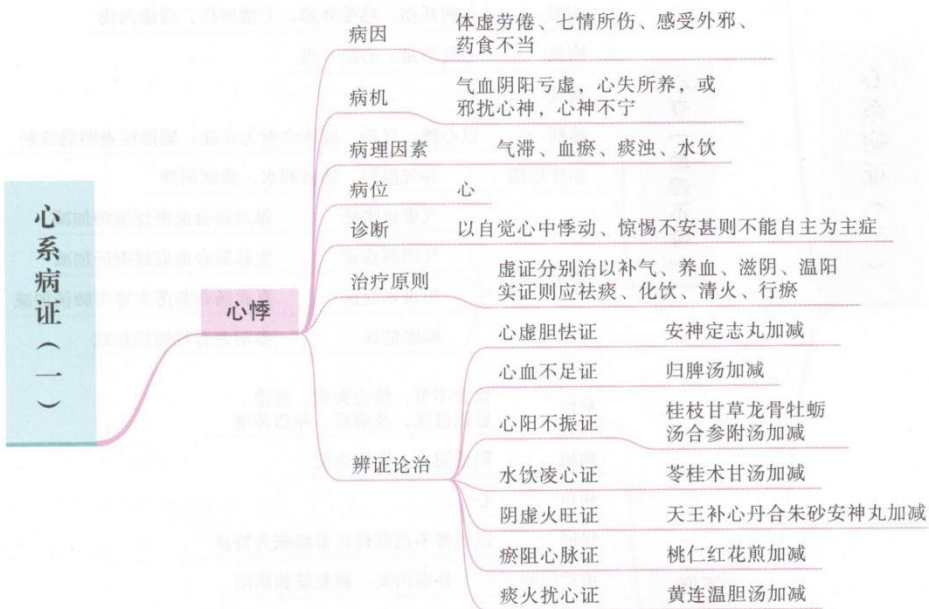 心系病证（一）
心悸
病因
体虚劳倦、七情所伤、感受外邪、
药食不当
病机
气血阴阳亏虚，心失所养，或
邪扰心神，心神不宁
病理因素
气滞、血瘀、痰浊、水饮
病位
心
诊断
以自觉心中悸动、惊惕不安甚则不能自主为主症
治疗原则
虚证分别治以补气、养血、滋阴、温阳
实证则应祛痰、化饮、清火、行瘀
辨证论治
心虚胆怯证
安神定志丸加减
心血不足证
归脾汤加减
心阳不振证
桂枝甘草龙骨牡蛎
汤合参附汤加减
水饮凌心证
苓桂术甘汤加减
阴虚火旺证
天王补心丹合朱砂安神丸加减
瘀阻心脉证
桃仁红花煎加减
痰火扰心证
黄连温胆汤加减